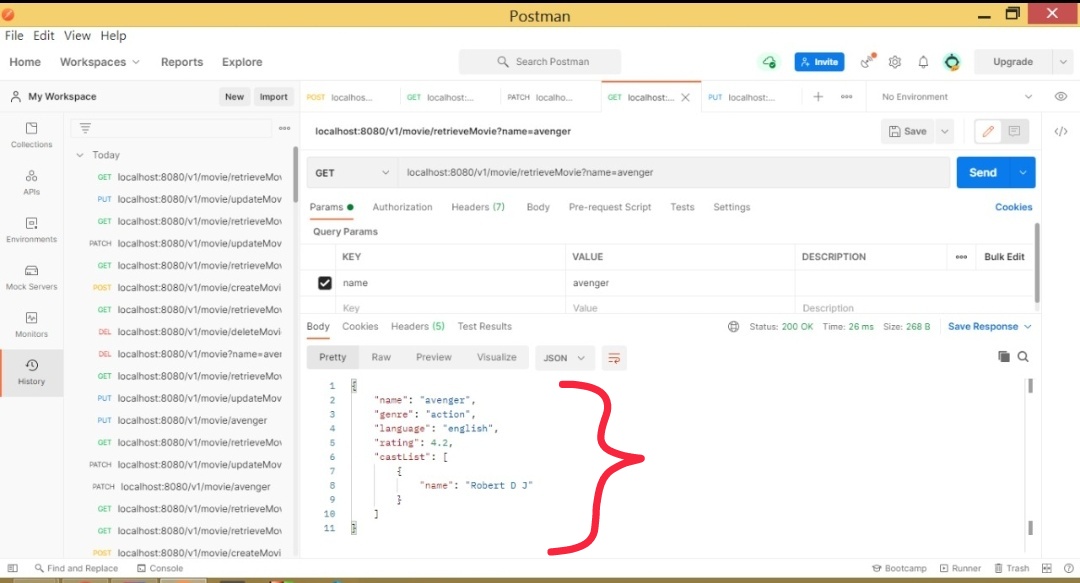 Postman
File Edit View Help
Home Workspaces Reports Explore Search Postman Invite Upgrade
My Workspace New Import POST localhos... GET localhost:... PATCH localho... GET localhost:... PUT localhost:... No Environment
Collections
APIs
Environments
Mock Servers
Monitors
History
Today
GET localhost:8080/v1/movie/retrieveMov
PUT localhost:8080/v1/movie/updateMov
GET localhost:8080/v1/movie/retrieveMov
PATCH localhost:8080/v1/movie/updateMov
GET localhost:8080/v1/movie/retrieveMov
POST localhost:8080/v1/movie/createMovi
GET localhost:8080/v1/movie/retrieveMov
DEL localhost:8080/v1/movie/deleteMovi
DEL localhost:8080/v1/movie?name=aver
GET localhost:8080/v1/movie/retrieveMov
PUT localhost:8080/v1/movie/updateMov
PUT localhost:8080/v1/movie/avenger
GET localhost:8080/v1/movie/retrieveMov
PATCH localhost:8080/v1/movie/updateMov
PATCH localhost:8080/v1/movie/avenger
GET localhost:8080/v1/movie/retrieveMov
GET localhost:8080/v1/movie/retrieveMov
POST localhost:8080/v1/movie/createMovi
localhost:8080/v1/movie/retrieveMovie?name=avenger Save
GET localhost:8080/v1/movie/retrieveMovie?name=avenger Send
Params Authorization Headers (7) Body Pre-request Script Tests Settings Cookies
Query Params
KEY VALUE DESCRIPTION Bulk Edit
name avenger
Key Value Description
Body Cookies Headers (5) Test Results Status: 200 OK Time: 26 ms Size: 268 B Save Response
Pretty Raw Preview Visualize JSON
1 {
2 "name": "avenger",
3 "genre": "action",
4 "language": "english",
5 "rating": 4.2,
6 "castList": [
7 {
8 "name": "Robert D J"
9 }
10 ]
11 }
Find and Replace Console Bootcamp Runner Trash